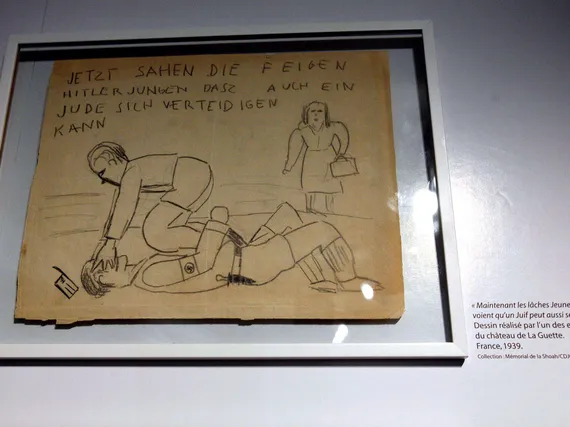 JETZT SAHEN DIE FEIGEN
HITLERJUNGEN DASZ AUCH EIN
JUDE SICH VERTEIDIGEN
KANN
« Maintenant les lâches Jeune
voient qu'un Juif peut aussi se
Dessin réalisé par l'un des e
du château de La Guette.
France, 1939.
Collection : Mémorial de la Shoah/CDJ